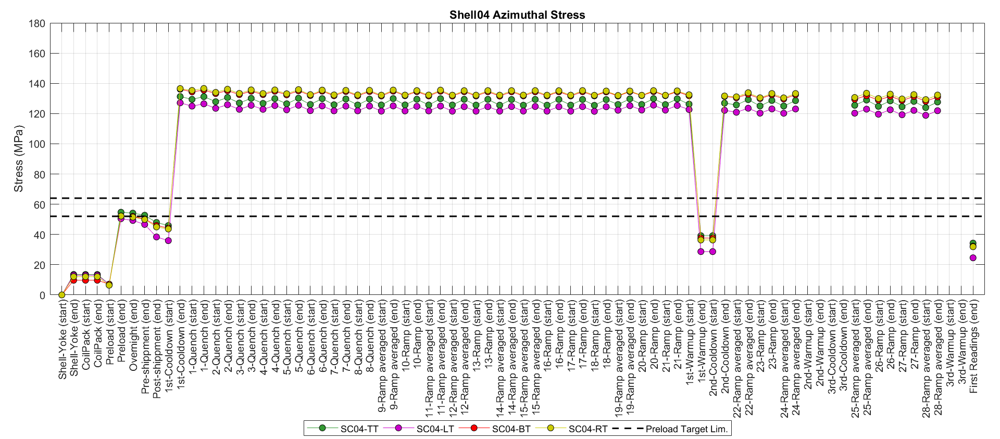 Shell04 Azimuthal Stress
Stress (MPa)
180
160
140
120
100
80
60
40
20
0
Shell-Yoke (start)
Shell-Yoke (end)
CoilPack (start)
CoilPack (end)
Preload (start)
Preload (end)
Overnight (end)
Pre-shippment (end)
Post-shippment (end)
1st-Cooldown (start)
1st-Cooldown (end)
1-Quench (start)
1-Quench (end)
2-Quench (start)
2-Quench (end)
3-Quench (start)
3-Quench (end)
4-Quench (start)
4-Quench (end)
5-Quench (start)
5-Quench (end)
6-Quench (start)
6-Quench (end)
7-Quench (start)
7-Quench (end)
8-Quench (start)
8-Quench (end)
9-Ramp averaged (start)
9-Ramp averaged (end)
10-Ramp (start)
10-Ramp (end)
11-Ramp averaged (start)
11-Ramp averaged (end)
12-Ramp averaged (start)
12-Ramp averaged (end)
13-Ramp (start)
13-Ramp (end)
14-Ramp averaged (start)
14-Ramp averaged (end)
15-Ramp averaged (start)
15-Ramp averaged (end)
16-Ramp (start)
16-Ramp (end)
17-Ramp (start)
17-Ramp (end)
18-Ramp (start)
18-Ramp (end)
19-Ramp averaged (start)
19-Ramp averaged (end)
20-Ramp (start)
20-Ramp (end)
21-Ramp (start)
21-Ramp (end)
1st-Warmup (start)
1st-Warmup (end)
2nd-Cooldown (start)
2nd-Cooldown (end)
22-Ramp averaged (start)
22-Ramp averaged (end)
23-Ramp (start)
23-Ramp (end)
24-Ramp averaged (start)
24-Ramp averaged (end)
2nd-Warmup (start)
2nd-Warmup (end)
3rd-Cooldown (start)
3rd-Cooldown (end)
25-Ramp averaged (start)
25-Ramp averaged (end)
26-Ramp (start)
26-Ramp (end)
27-Ramp (start)
27-Ramp (end)
28-Ramp averaged (start)
28-Ramp averaged (end)
3rd-Warmup (start)
3rd-Warmup (end)
First Readings (end)
SC04-TT SC04-LT SC04-BT SC04-RT Preload Target Lim.